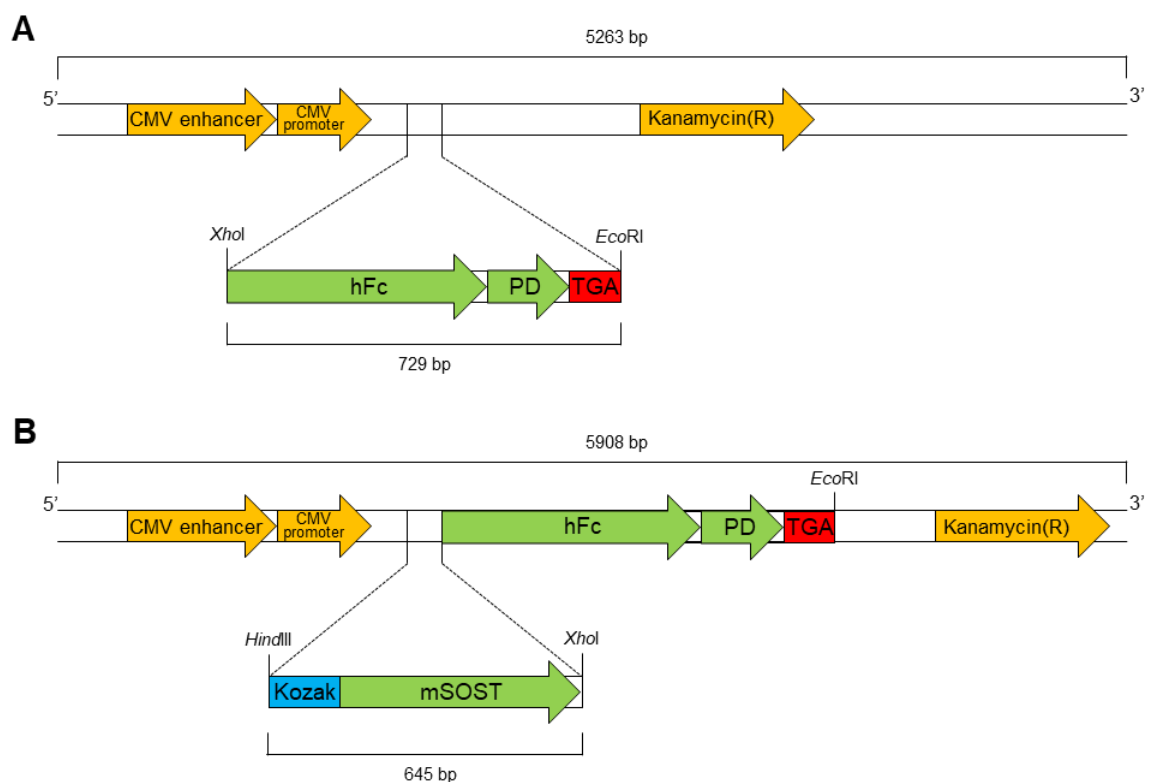 A
5263 bp
5’
3’
CMV enhancer
CMV
promoter
Kanamycin(R)
XhoI
EcoRI
hFc
PD
TGA
729 bp
B
5908 bp
EcoRI
5’
3’
CMV enhancer
CMV
promoter
hFc
PD
TGA
Kanamycin(R)
HindIII
XhoI
Kozak
mSOST
645 bp